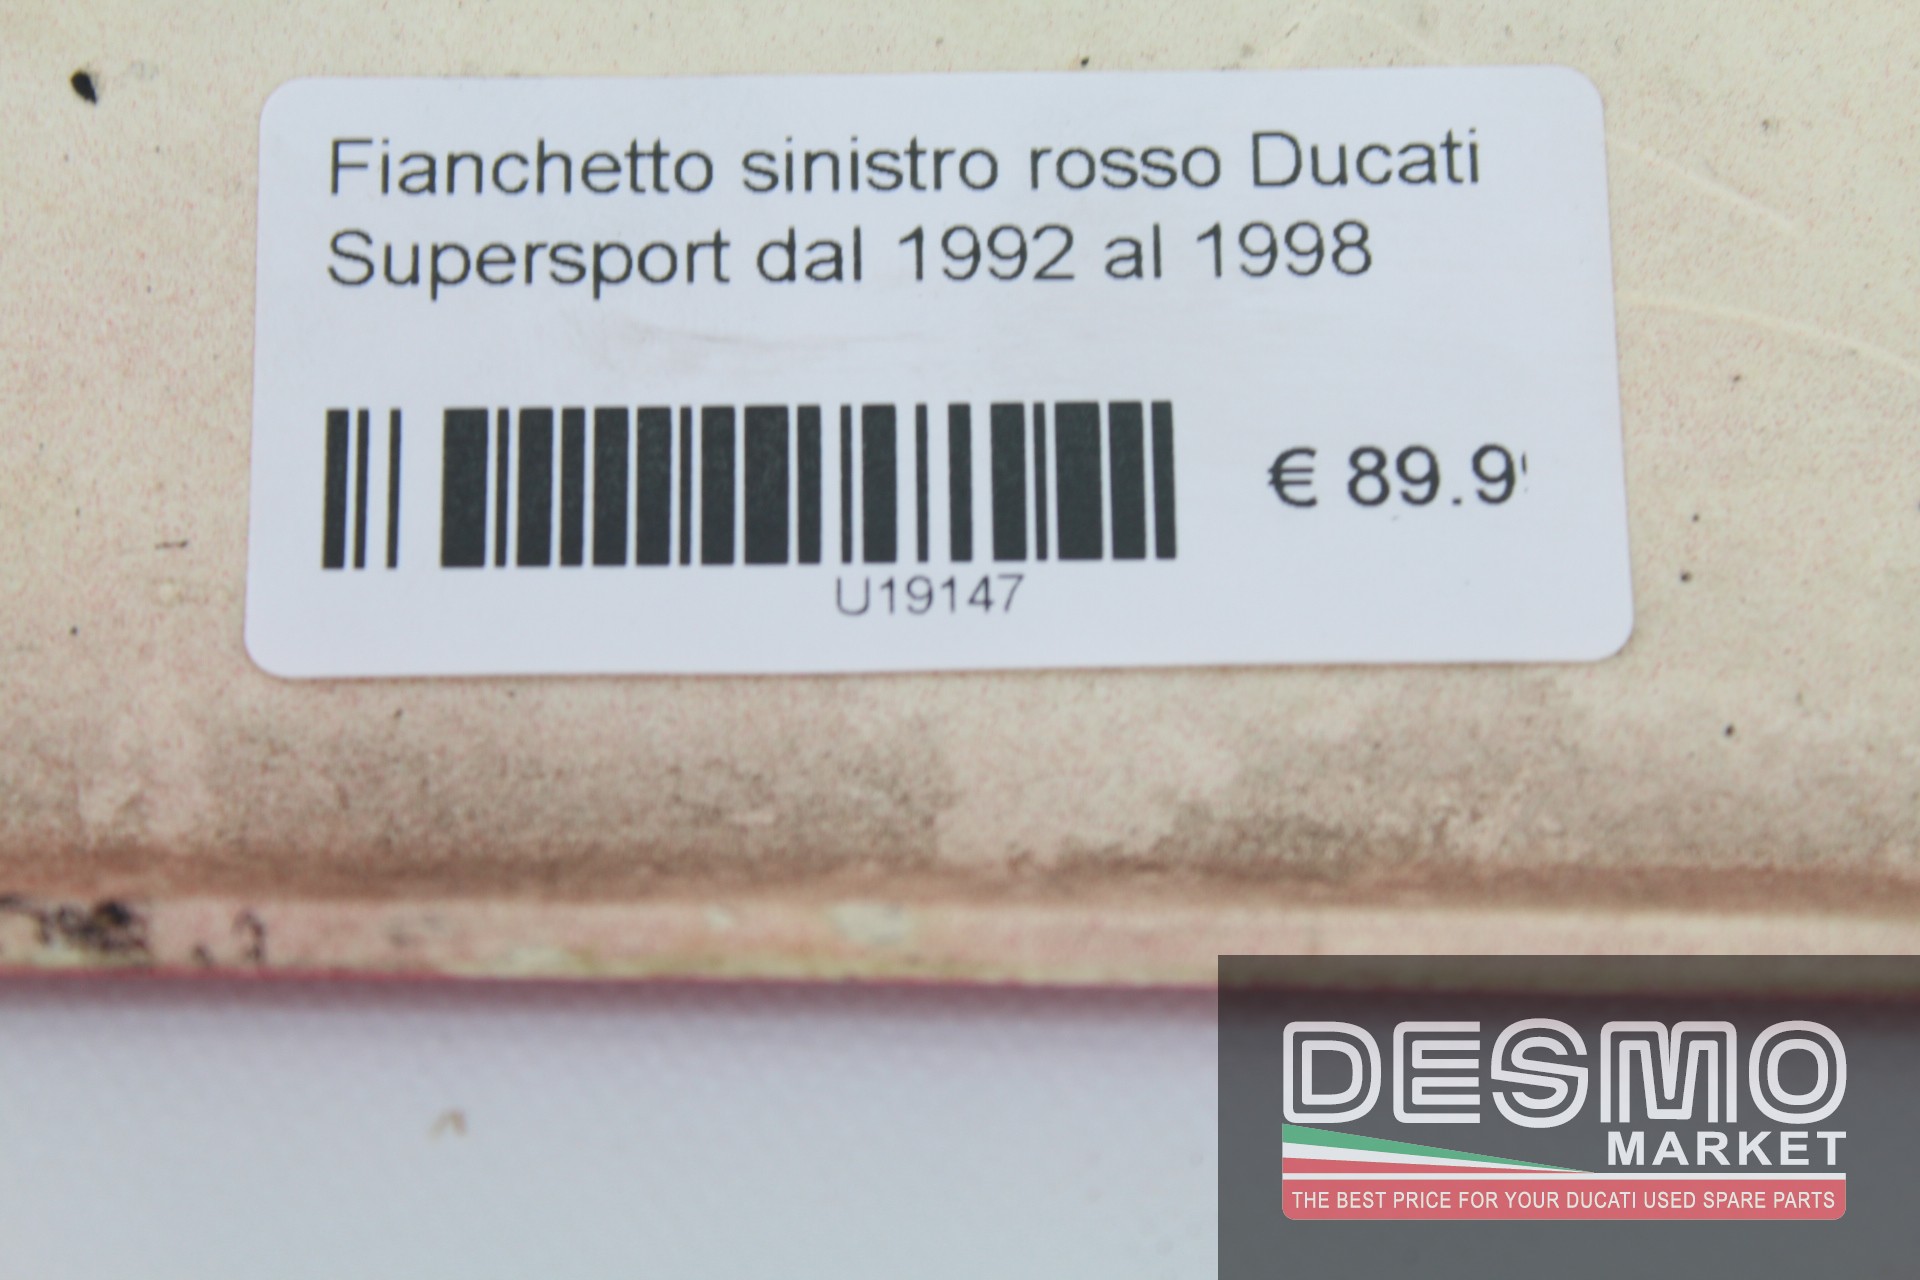 Fianchetto sinistro rosso Ducati
Supersport dal 1992 al 1998
€ 89.9
U19147
DESMO
MARKET
THE BEST PRICE FOR YOUR DUCATI USED SPARE PARTS